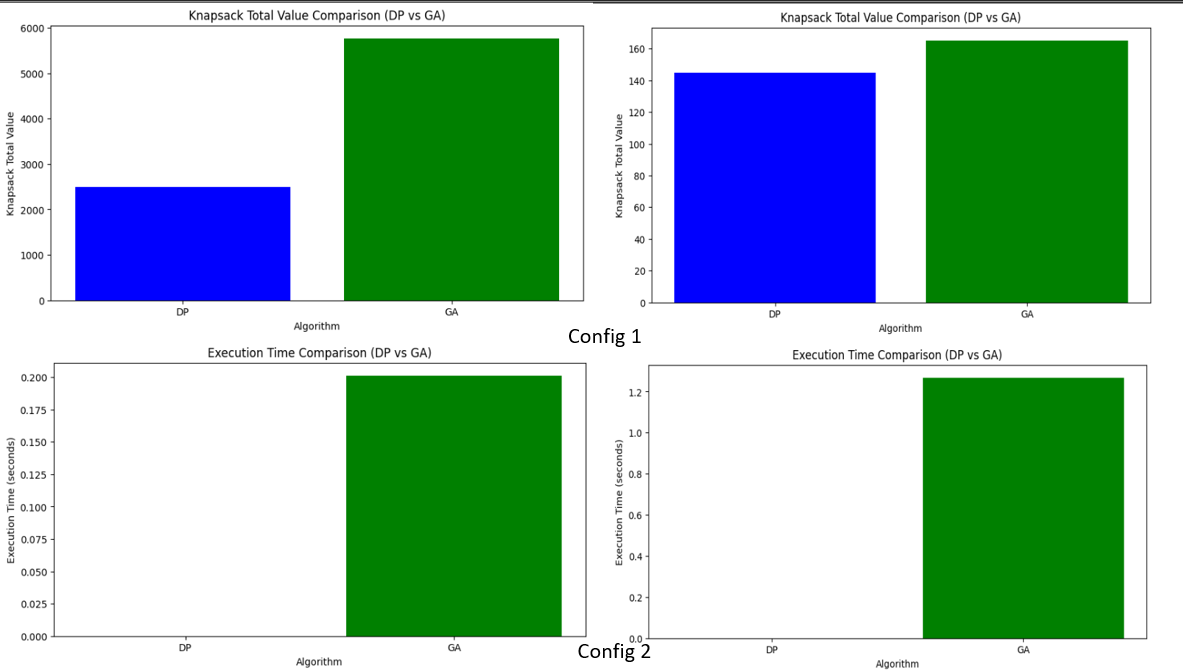 Knapsack Total Value Comparison (DP vs GA)
6000
5000
4000
3000
2000
1000
0
Knapsack Total Value
DP
GA
Algorithm
Knapsack Total Value Comparison (DP vs GA)
160
140
120
100
80
60
40
20
0
Knapsack Total Value
DP
GA
Algorithm
Config 1
Execution Time Comparison (DP vs GA)
0.200
0.175
0.150
0.125
0.100
0.075
0.050
0.025
0.000
Execution Time (seconds)
DP
GA
Algorithm
Execution Time Comparison (DP vs GA)
1.2
1.0
0.8
0.6
0.4
0.2
0.0
Execution Time (seconds)
DP
GA
Algorithm
Config 2